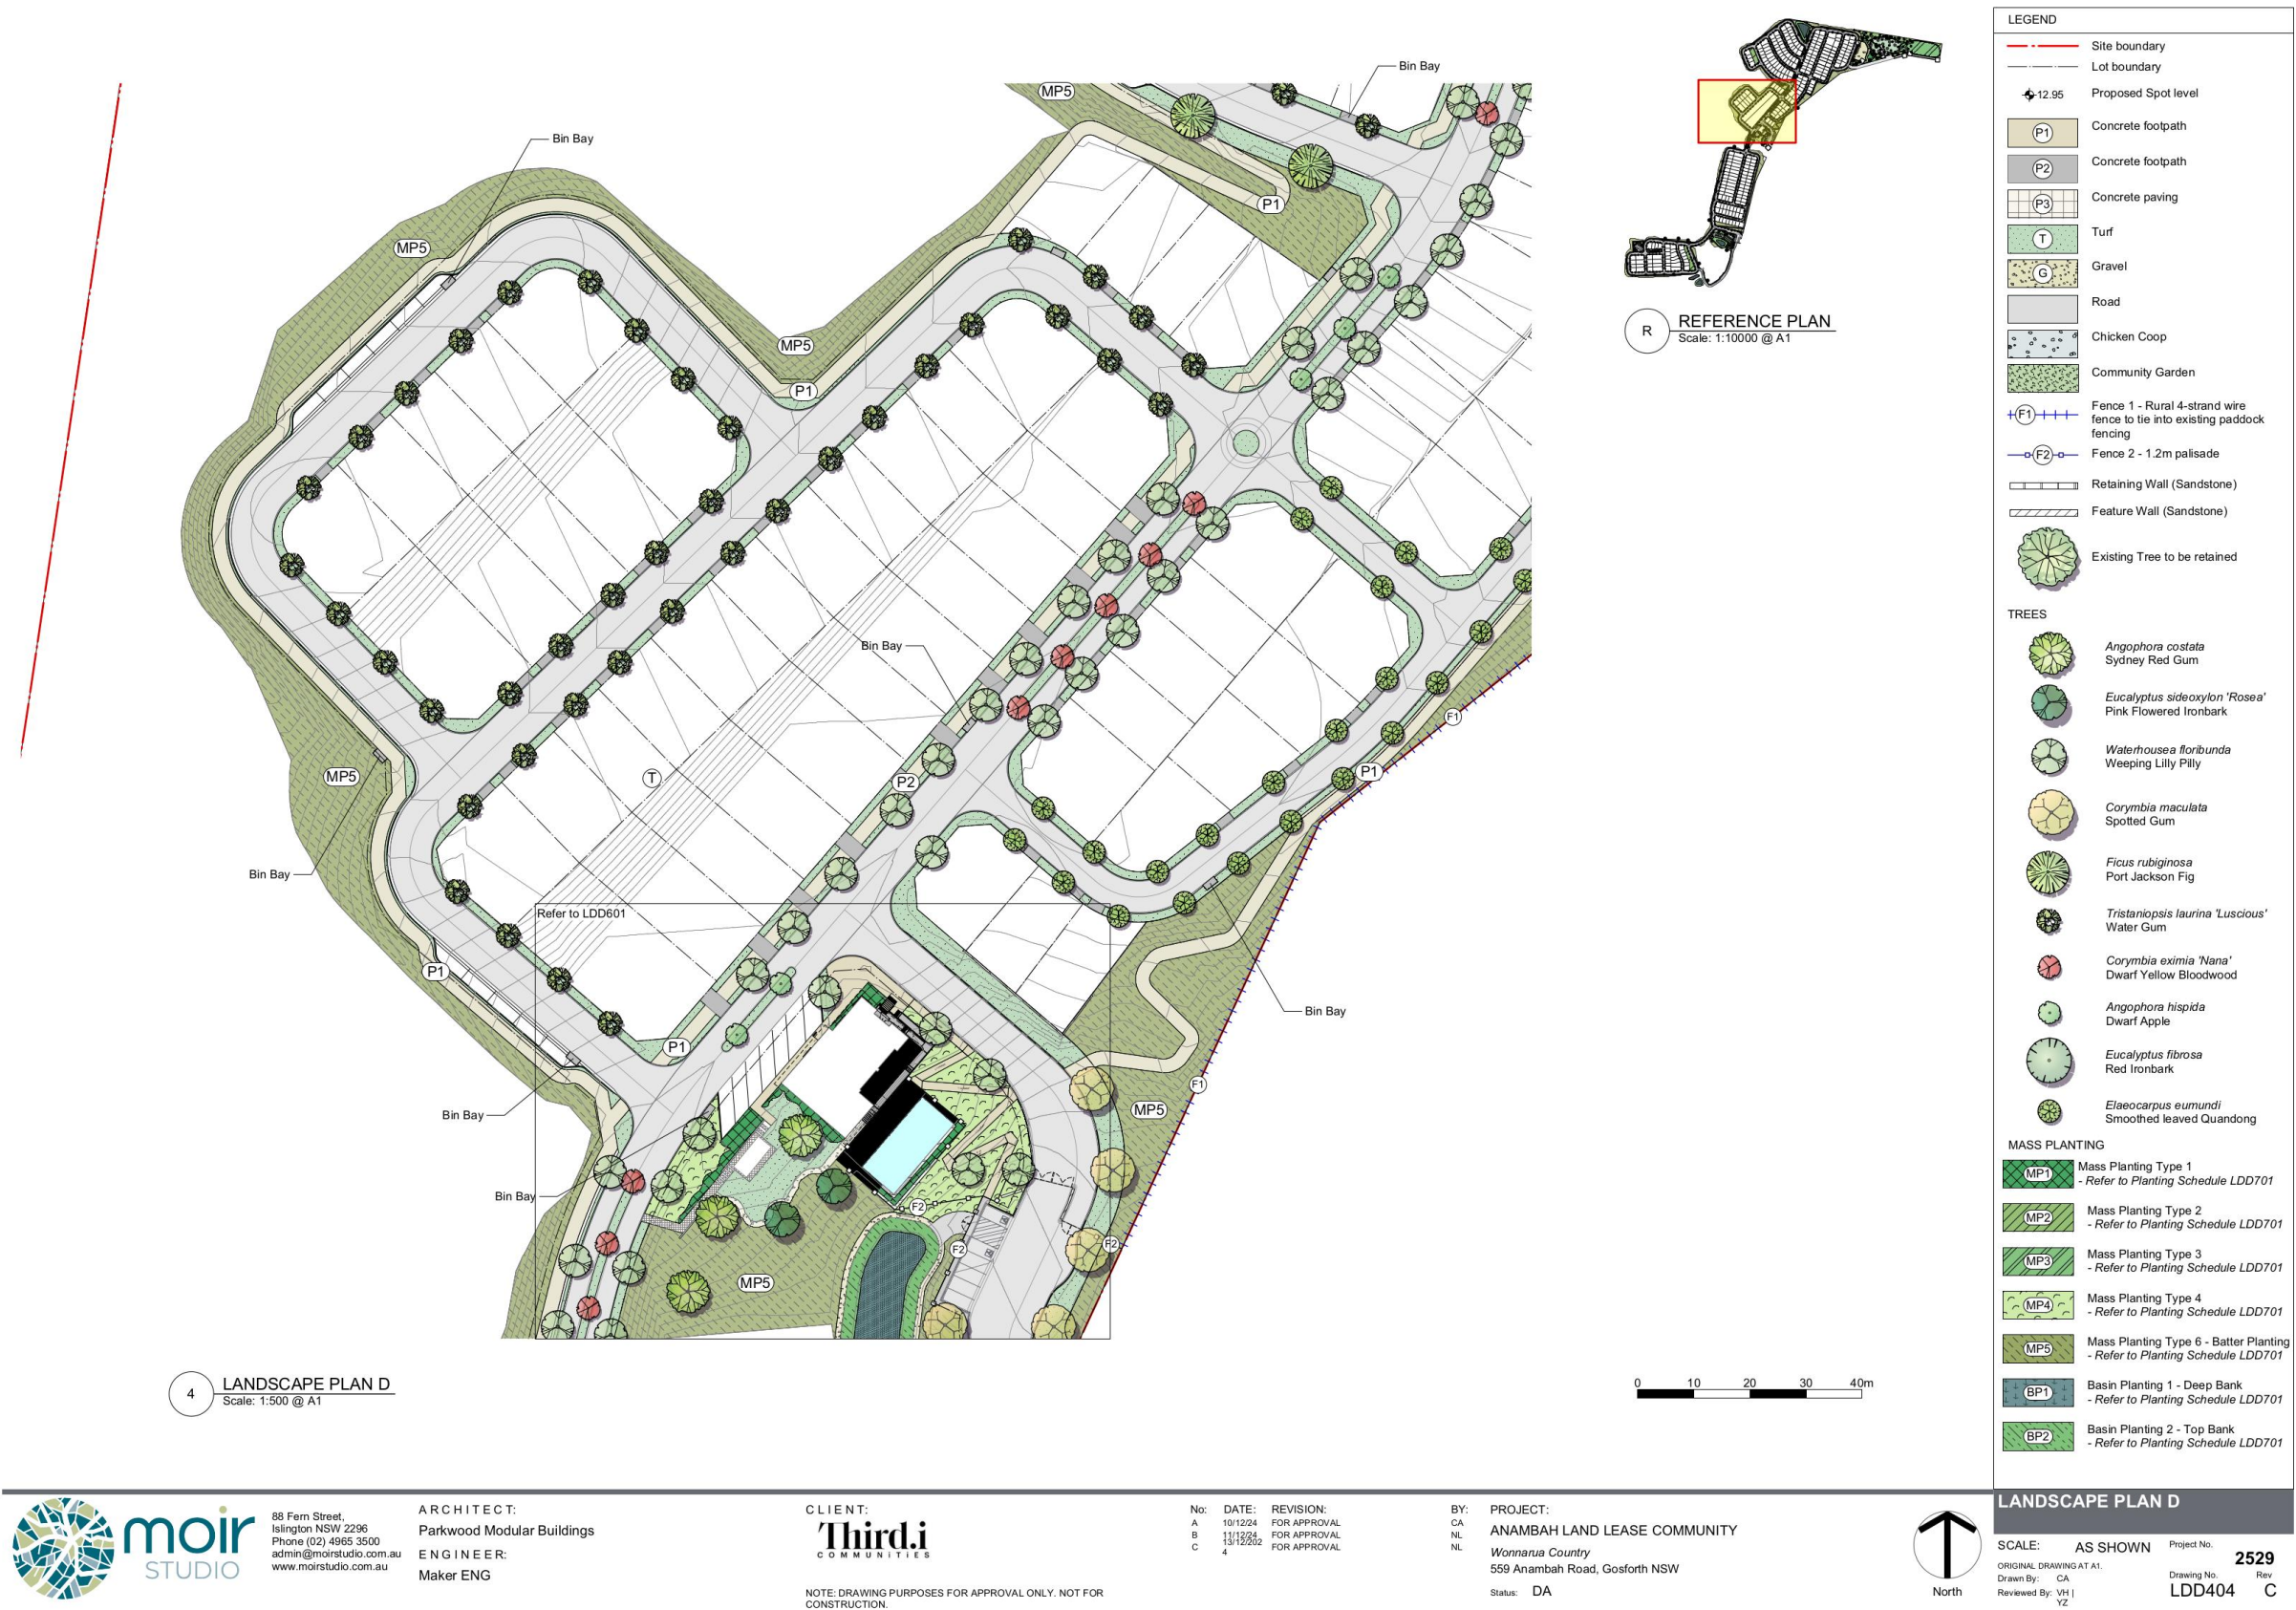 Bin Bay
MP5
Bin Bay
MP5
P1
MP5
P1
Bin Bay
F1
MP5
T
P2
P1
Bin Bay
Refer to LDD601
P1
Bin Bay
P1
F1
MP5
Bin Bay
Bin Bay
F2
F2
F2
MP5
4
LANDSCAPE PLAN D
Scale: 1:500 @ A1
R
REFERENCE PLAN
Scale: 1:10000 @ A1
0 10 20 30 40m
LEGEND
Site boundary
Lot boundary
12.95 Proposed Spot level
P1 Concrete footpath
P2 Concrete footpath
P3 Concrete paving
T Turf
G Gravel
Road
Chicken Coop
Community Garden
F1 Fence 1 - Rural 4-strand wire
fence to tie into existing paddock
fencing
F2 Fence 2 - 1.2m palisade
Retaining Wall (Sandstone)
Feature Wall (Sandstone)
Existing Tree to be retained
TREES
Angophora costata
Sydney Red Gum
Eucalyptus sideoxylon 'Rosea'
Pink Flowered Ironbark
Waterhousea floribunda
Weeping Lilly Pilly
Corymbia maculata
Spotted Gum
Ficus rubiginosa
Port Jackson Fig
Tristaniopsis laurina 'Luscious'
Water Gum
Corymbia eximia 'Nana'
Dwarf Yellow Bloodwood
Angophora hispida
Dwarf Apple
Eucalyptus fibrosa
Red Ironbark
Elaeocarpus eumundi
Smoothed leaved Quandong
MASS PLANTING
MP1 Mass Planting Type 1
- Refer to Planting Schedule LDD701
MP2 Mass Planting Type 2
- Refer to Planting Schedule LDD701
MP3 Mass Planting Type 3
- Refer to Planting Schedule LDD701
MP4 Mass Planting Type 4
- Refer to Planting Schedule LDD701
MP5 Mass Planting Type 6 - Batter Planting
- Refer to Planting Schedule LDD701
BP1 Basin Planting 1 - Deep Bank
- Refer to Planting Schedule LDD701
BP2 Basin Planting 2 - Top Bank
- Refer to Planting Schedule LDD701
moir
STUDIO
88 Fern Street,
Islington NSW 2296
Phone (02) 4965 3500
admin@moirstudio.com.au
www.moirstudio.com.au
ARCHITECT:
Parkwood Modular Buildings
ENGINEER:
Maker ENG
CLIENT:
Third.i
COMMUNITIES
NOTE: DRAWING PURPOSES FOR APPROVAL ONLY. NOT FOR
CONSTRUCTION.
No: DATE: REVISION: BY:
A 10/12/24 FOR APPROVAL CA
B 11/12/24 FOR APPROVAL NL
C 13/12/202
4 FOR APPROVAL NL
PROJECT:
ANAMBAH LAND LEASE COMMUNITY
Wonnarua Country
559 Anambah Road, Gosforth NSW
Status: DA
North
LANDSCAPE PLAN D
SCALE: AS SHOWN
ORIGINAL DRAWING AT A1.
Drawn By: CA
Reviewed By: VH |
YZ
Project No.
2529
Drawing No. Rev
LDD404 C